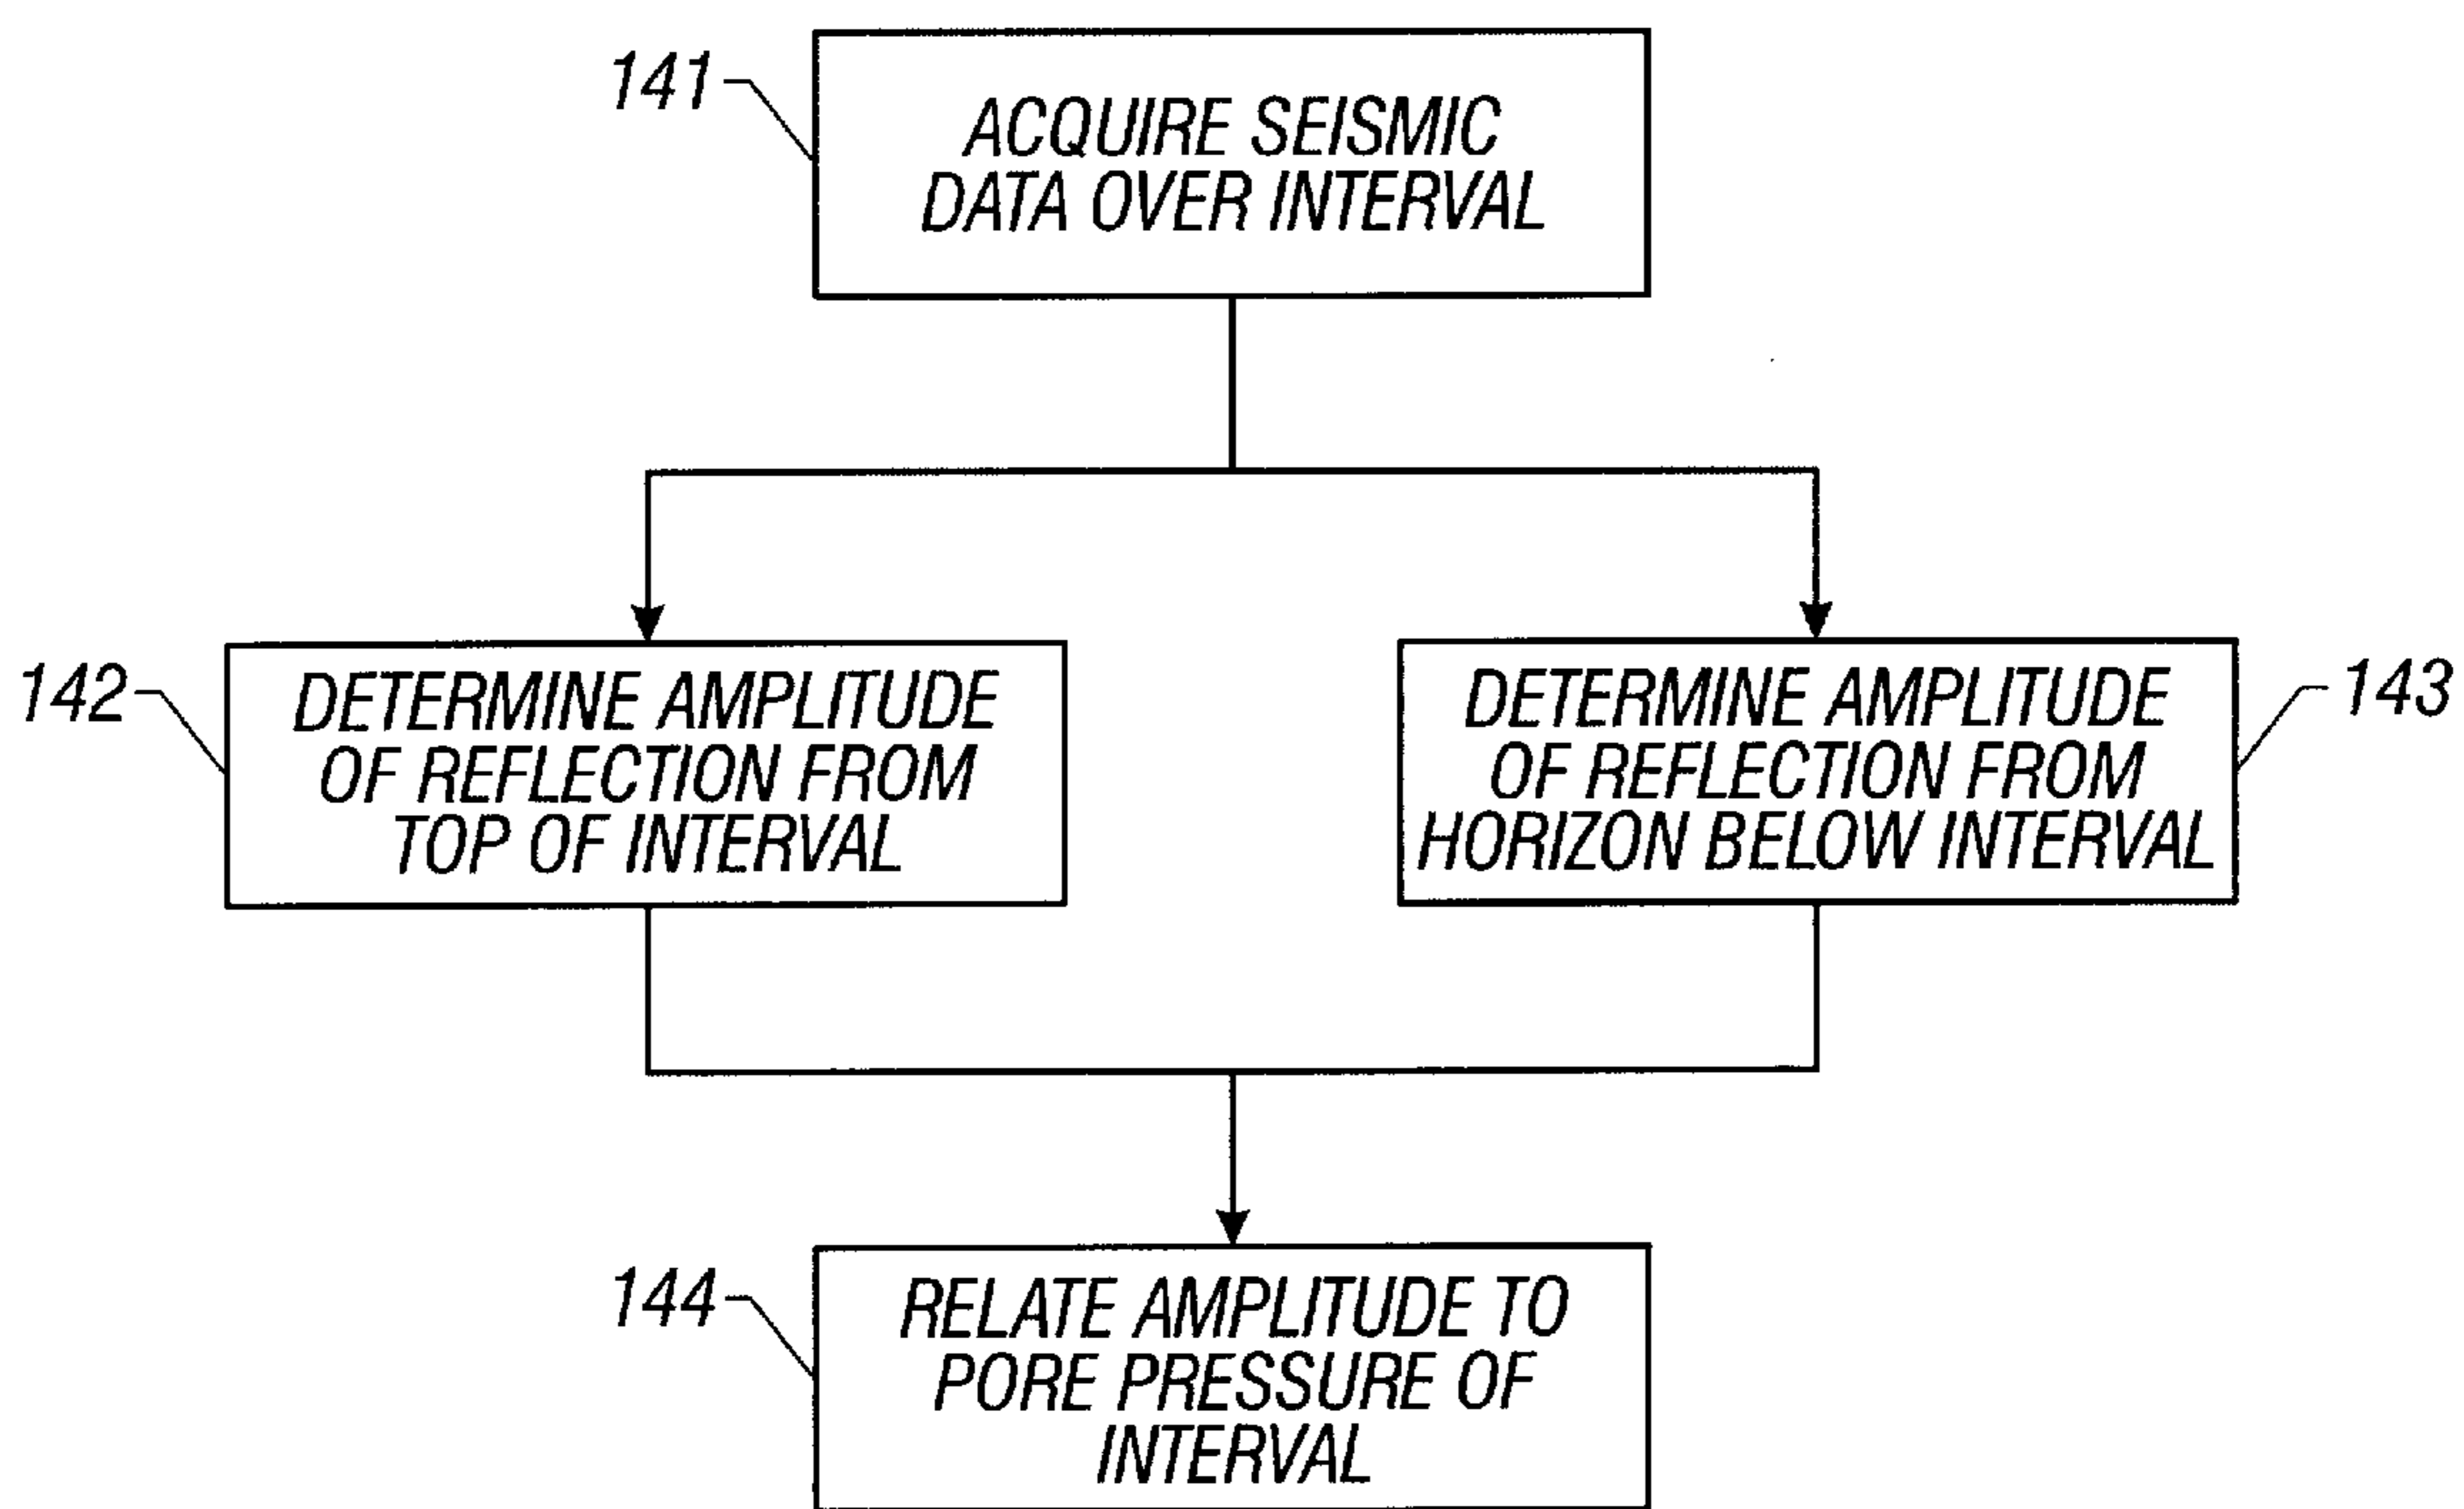 141
ACQUIRE SEISMIC
DATA OVER INTERVAL
142
DETERMINE AMPLITUDE
OF REFLECTION FROM
TOP OF INTERVAL
DETERMINE AMPLITUDE
OF REFLECTION FROM
HORIZON BELOW INTERVAL
143
144
RELATE AMPLITUDE TO
PORE PRESSURE OF
INTERVAL